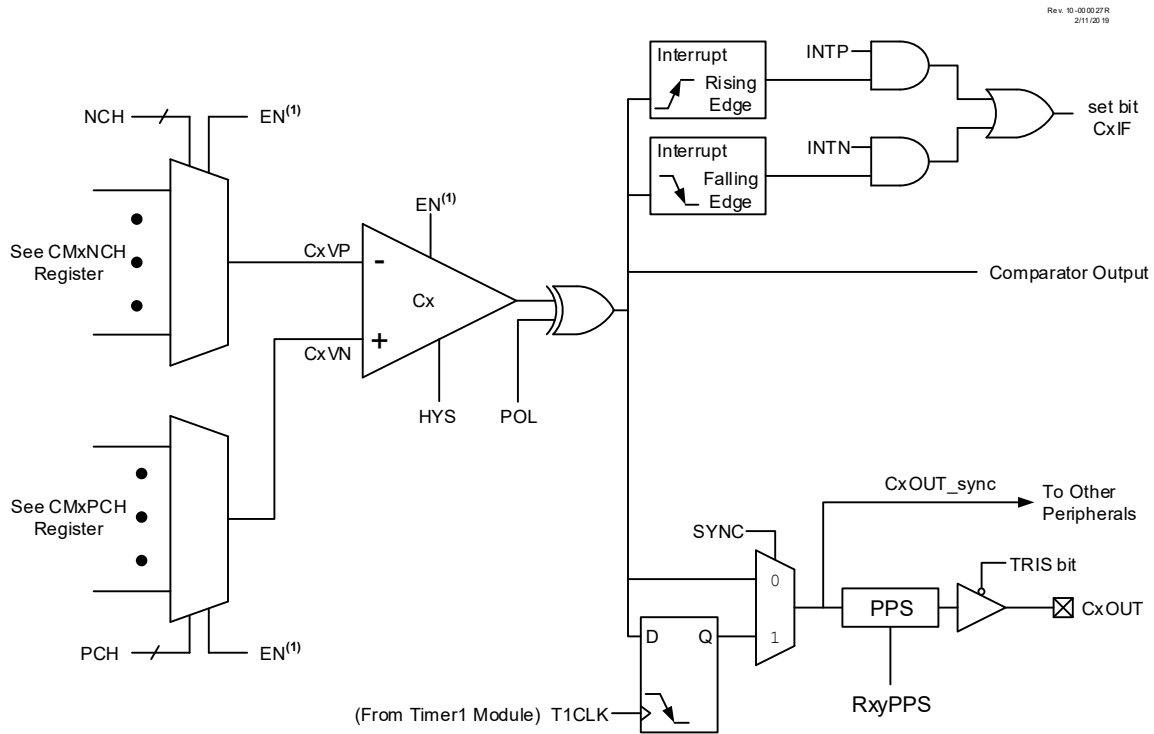 Rev. 10-000027R
2/11/2019
NCH
EN(1)
See CMxNCH
Register
CxVP
EN(1)
-
Cx
+
CxVN
HYS
POL
Interrupt
Rising
Edge
INTP
Interrupt
Falling
Edge
INTN
set bit
CxIF
Comparator Output
See CMxPCH
Register
PCH
EN(1)
CxOUT_sync
To Other
Peripherals
SYNC
0
1
TRIS bit
PPS
CxOUT
RxyPPS
D
Q
(From Timer1 Module) T1CLK